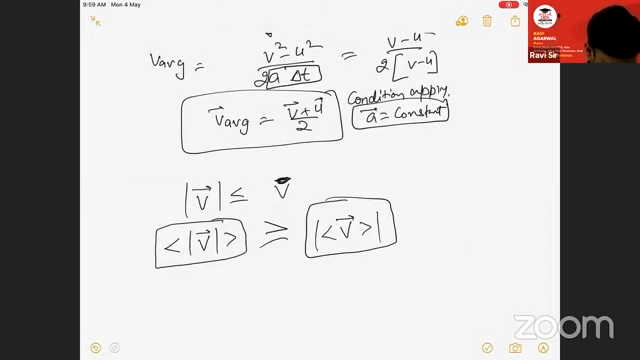 9:59 AM Mon 4 May
Vavg = v² – u² / 2a Δt = v – u / 2[v–u]
Condition apply.
v⃗avg = v⃗ + u⃗ / 2
a⃗ = Constant
|v⃗| ≤ v⃗
<|v⃗|> ≥ |<v⃗>|
RAVI
AGARWAL
Ravi Sir
zoom